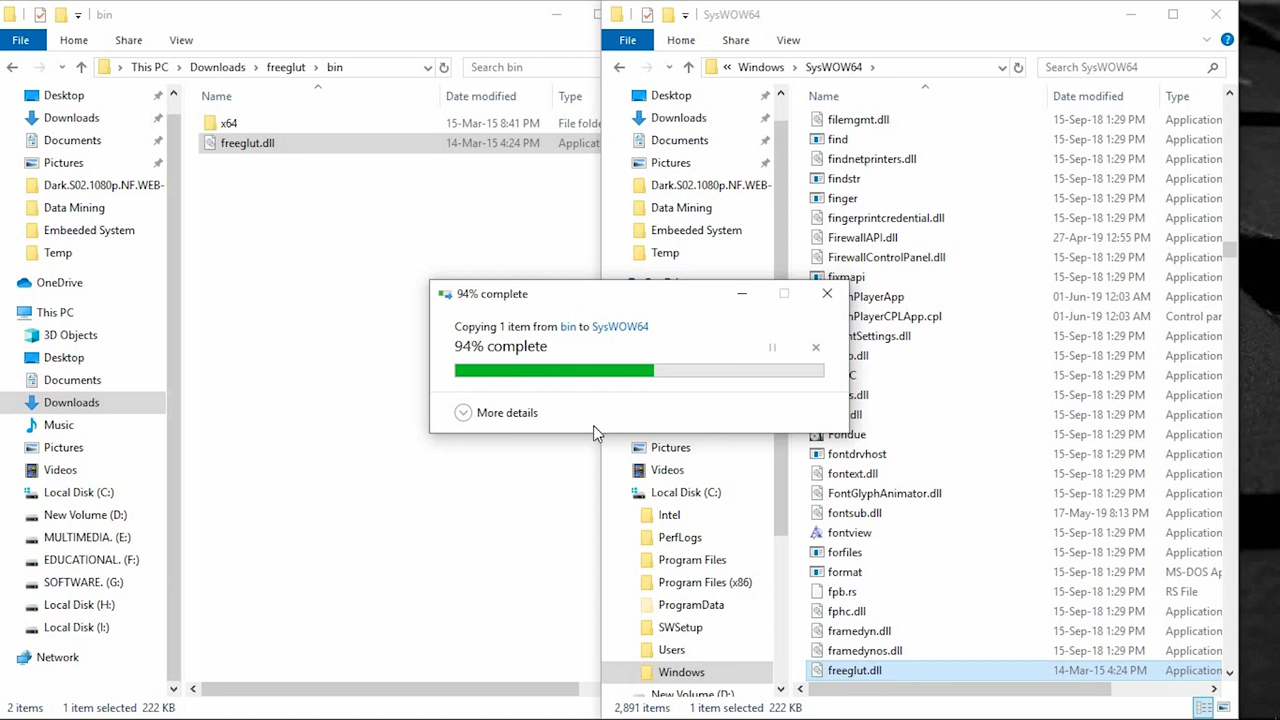 bin
File Home Share View
This PC Downloads freeglut bin
Search bin
Desktop
Downloads
Documents
Pictures
Dark.S02.1080p.NF.WEB-
Data Mining
Embeeded System
Temp
OneDrive
This PC
3D Objects
Desktop
Documents
Downloads
Music
Pictures
Videos
Local Disk (C:)
New Volume (D:)
MULTIMEDIA. (E:)
EDUCATIONAL. (F:)
SOFTWARE. (G:)
Local Disk (H:)
Local Disk (I:)
Network
Name Date modified Type
x64 15-Mar-15 8:41 PM File folde
freeglut.dll 14-Mar-15 4:24 PM Applicat
2 items 1 item selected 222 KB
94% complete
Copying 1 item from bin to SysWOW64
94% complete
More details
SysWOW64
File Home Share View
« Windows SysWOW64
Search SysWOW64
Desktop
Downloads
Documents
Pictures
Dark.S02.1080p.NF.WEB-
Data Mining
Embeeded System
Temp
Pictures
Videos
Local Disk (C:)
Intel
PerfLogs
Program Files
Program Files (x86)
ProgramData
SWSetup
Users
Windows
New Volume (D:)
Name Date modified Type
filemgmt.dll 15-Sep-18 1:29 PM Application
find 15-Sep-18 1:29 PM Application
findnetprinters.dll 15-Sep-18 1:29 PM Application
findstr 15-Sep-18 1:29 PM Application
finger 15-Sep-18 1:29 PM Application
fingerprintcredential.dll 15-Sep-18 1:29 PM Application
FirewallAPI.dll 27-Apr-19 12:55 PM Application
FirewallControlPanel.dll 15-Sep-18 1:29 PM Application
fixmapi 15-Sep-18 1:29 PM Application
hPlayerApp 01-Jun-19 12:03 AM Application
hPlayerCPLApp.cpl 01-Jun-19 12:03 AM Control pa
ntSettings.dll 15-Sep-18 1:29 PM Application
o.dll 15-Sep-18 1:29 PM Application
C 15-Sep-18 1:29 PM Application
s.dll 15-Sep-18 1:29 PM Application
dll 15-Sep-18 1:29 PM Application
Fondue 15-Sep-18 1:29 PM Application
fontdrvhost 15-Sep-18 1:29 PM Application
fontext.dll 15-Sep-18 1:29 PM Application
FontGlyphAnimator.dll 15-Sep-18 1:29 PM Application
fontsub.dll 17-May-19 8:13 PM Application
fontview 15-Sep-18 1:29 PM Application
forfiles 15-Sep-18 1:29 PM Application
format 15-Sep-18 1:29 PM MS-DOS Ap
fpb.rs 15-Sep-18 1:29 PM RS File
fphc.dll 15-Sep-18 1:29 PM Application
framedyn.dll 15-Sep-18 1:29 PM Application
framedynos.dll 15-Sep-18 1:29 PM Application
freeglut.dll 14-Mar-15 4:24 PM Application
2,891 items 1 item selected 222 KB